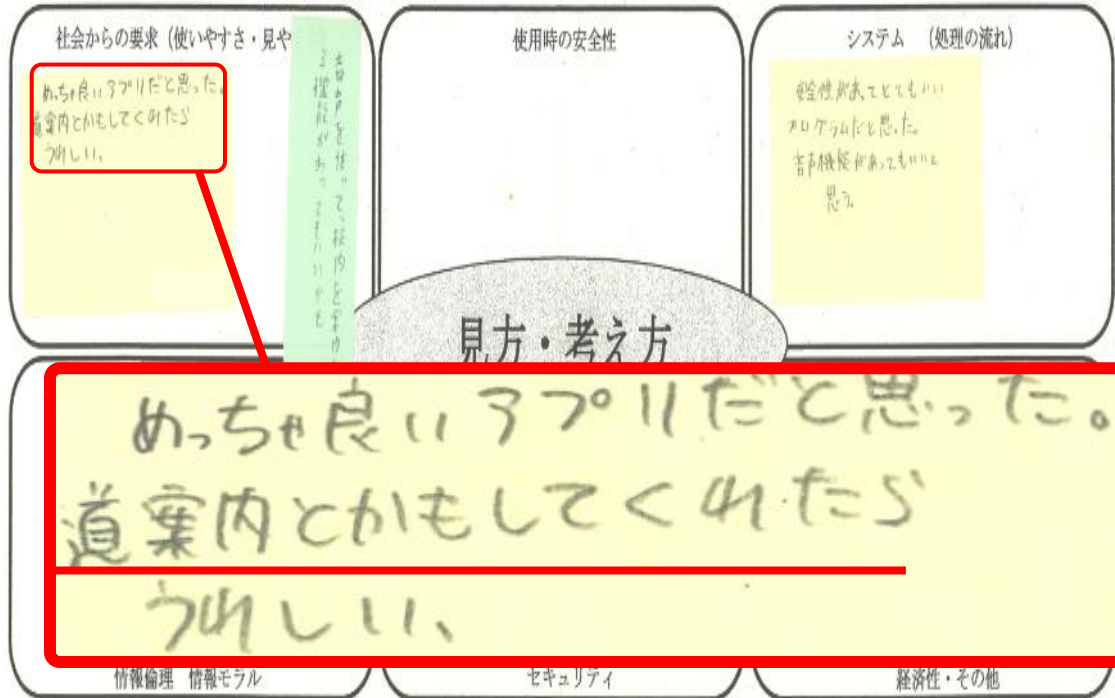 社会からの要求(使いやすさ・見や
使用時の安全性
システム (処理の流れ)
めっちゃ良いアプリだと思った。
道案内とかもしてくれたら
うれしい、
音声を使って、校内を案内
る機能があってもいいかも
安全性があってとてもいい
プログラムだと思った。
音声機能があってもいいと
思う。
見方・考え方
めっちゃ良いアプリだと思った。
道案内とかもしてくれたら
うれしい、
情報倫理 情報モラル
セキュリティ
経済性・その他